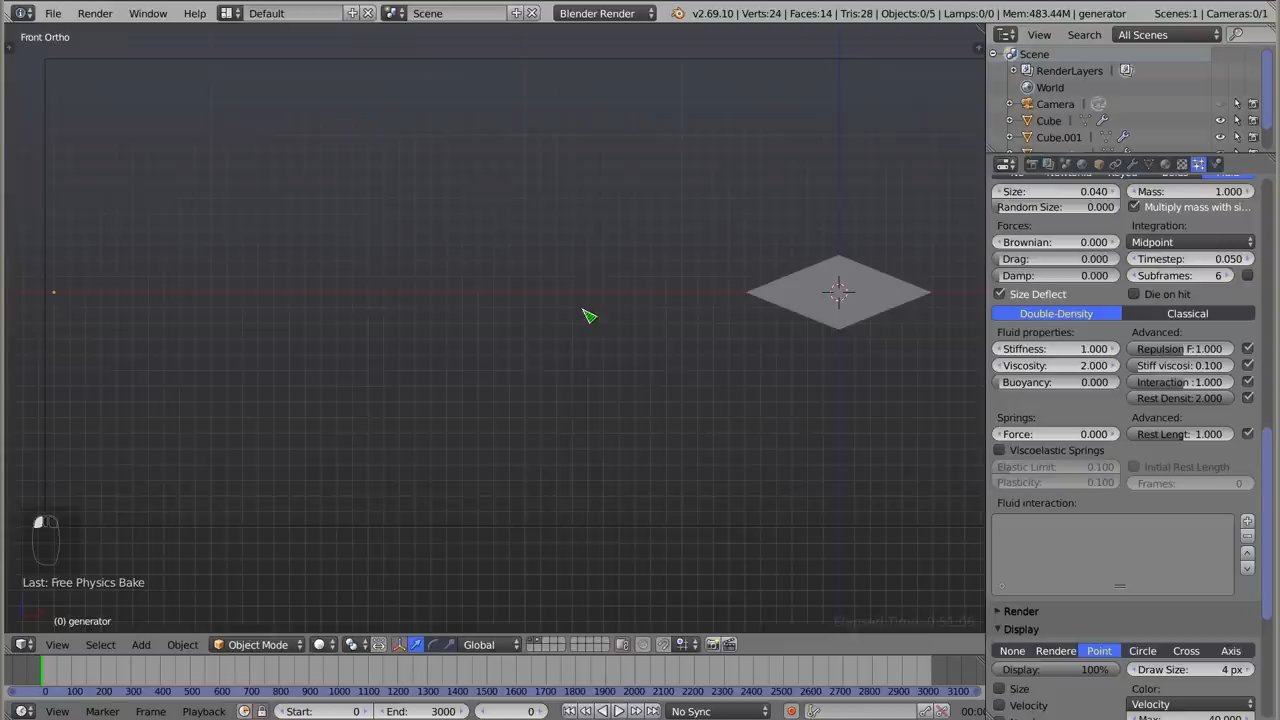 File Render Window Help Default Scene Blender Render v2.69.10 | Verts:24 | Faces:14 | Tris:28 | Objects:0/5 | Lamps:0/0 | Mem:483.44M | generator Scenes:1 | Cameras:0/1
Front Ortho
View Search All Scenes
Scene
RenderLayers
World
Camera
Cube
Cube.001
Size: 0.040 Mass: 1.000
Random Size: 0.000 Multiply mass with si...
Forces: Integration:
Brownian: 0.000 Midpoint
Drag: 0.000 Timestep: 0.050
Damp: 0.000 Subframes: 6
Size Deflect Die on hit
Double-Density Classical
Fluid properties: Advanced:
Stiffness: 1.000 Repulsion F: 1.000
Viscosity: 2.000 Stiff viscosi: 0.100
Buoyancy: 0.000 Interaction : 1.000
Rest Densit: 2.000
Springs: Advanced:
Force: 0.000 Rest Lengt: 1.000
Viscoelastic Springs
Elastic Limit: 0.100 Initial Rest Length
Plasticity: 0.100 Frames: 0
Fluid interaction:
Last: Free Physics Bake
Render
(0) generator
Display
View Select Add Object Object Mode Global
None Rendere Point Circle Cross Axis
Display: 100% Draw Size: 4 px
Size Color:
Velocity Velocity
0 100 200 300 400 500 600 700 800 900 1000 1100 1200 1300 1400 1500 1600 1700 1800 1900 2000 2100 2200 2300 2400 2500 2600 2700 2800 2900 3000 3100
View Marker Frame Playback Start: 0 End: 3000 0 No Sync